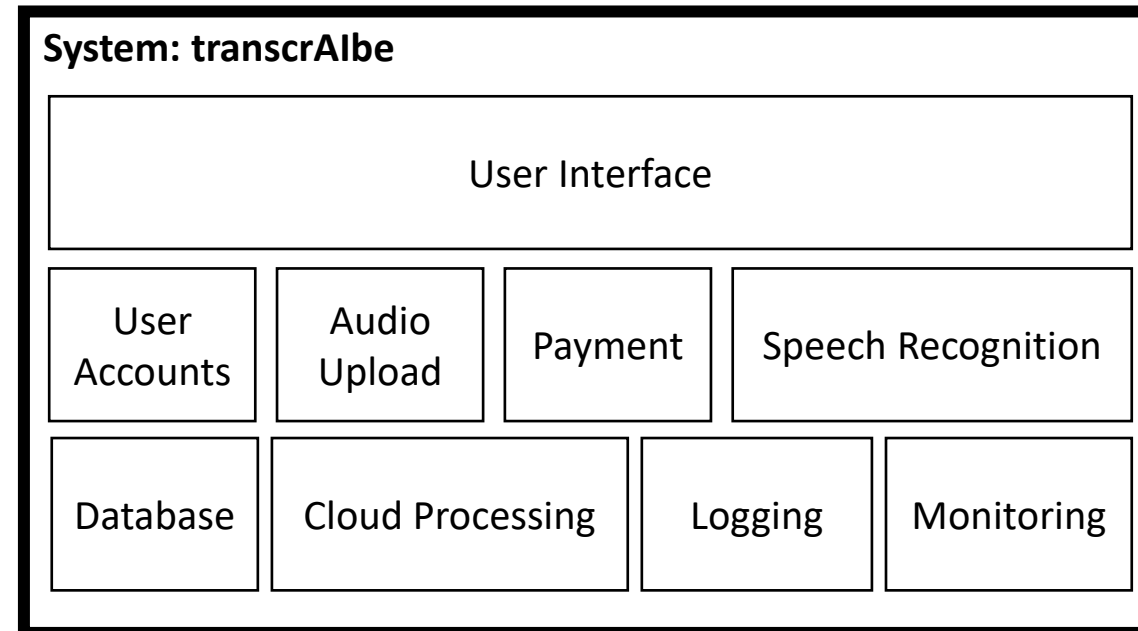 System: transcrAIbe
User Interface
User
Accounts
Audio
Upload
Payment
Speech Recognition
Database
Cloud Processing
Logging
Monitoring